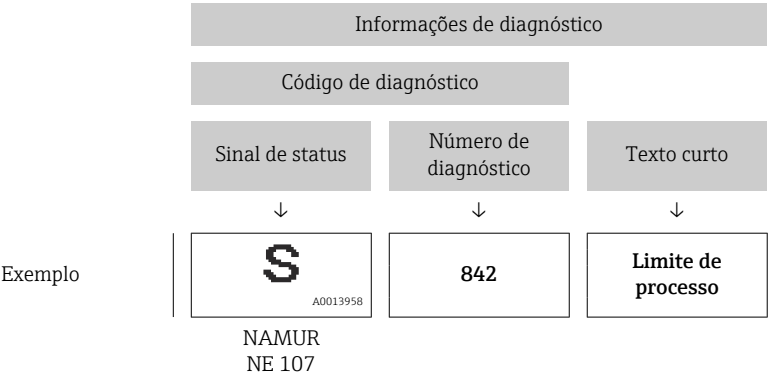 Informações de diagnóstico
Código de diagnóstico
Sinal de status
Número de
diagnóstico
Texto curto
↓ ↓ ↓
Exemplo
S
A0013958
842
Limite de
processo
NAMUR
NE 107